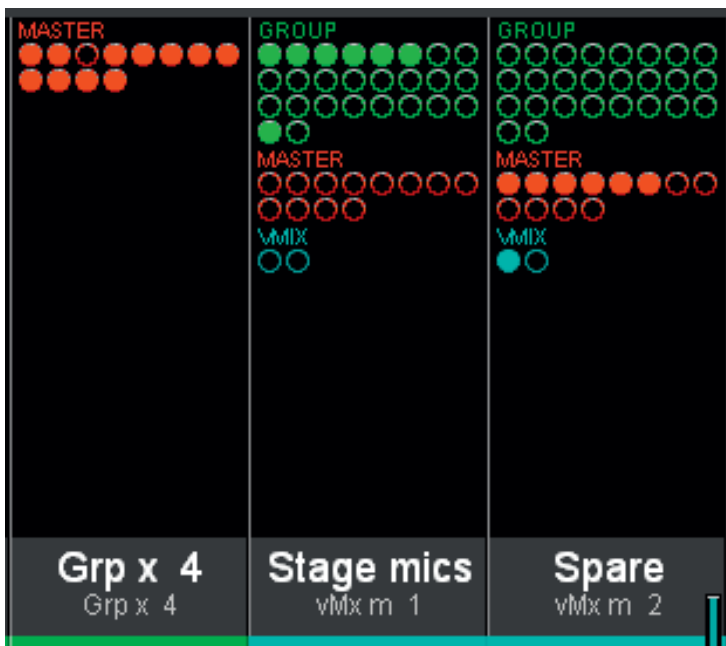 MASTER
GROUP
MASTER
VMIX
GROUP
MASTER
VMIX
Grp x 4
Grp x 4
Stage mics
vMx m 1
Spare
vMx m 2